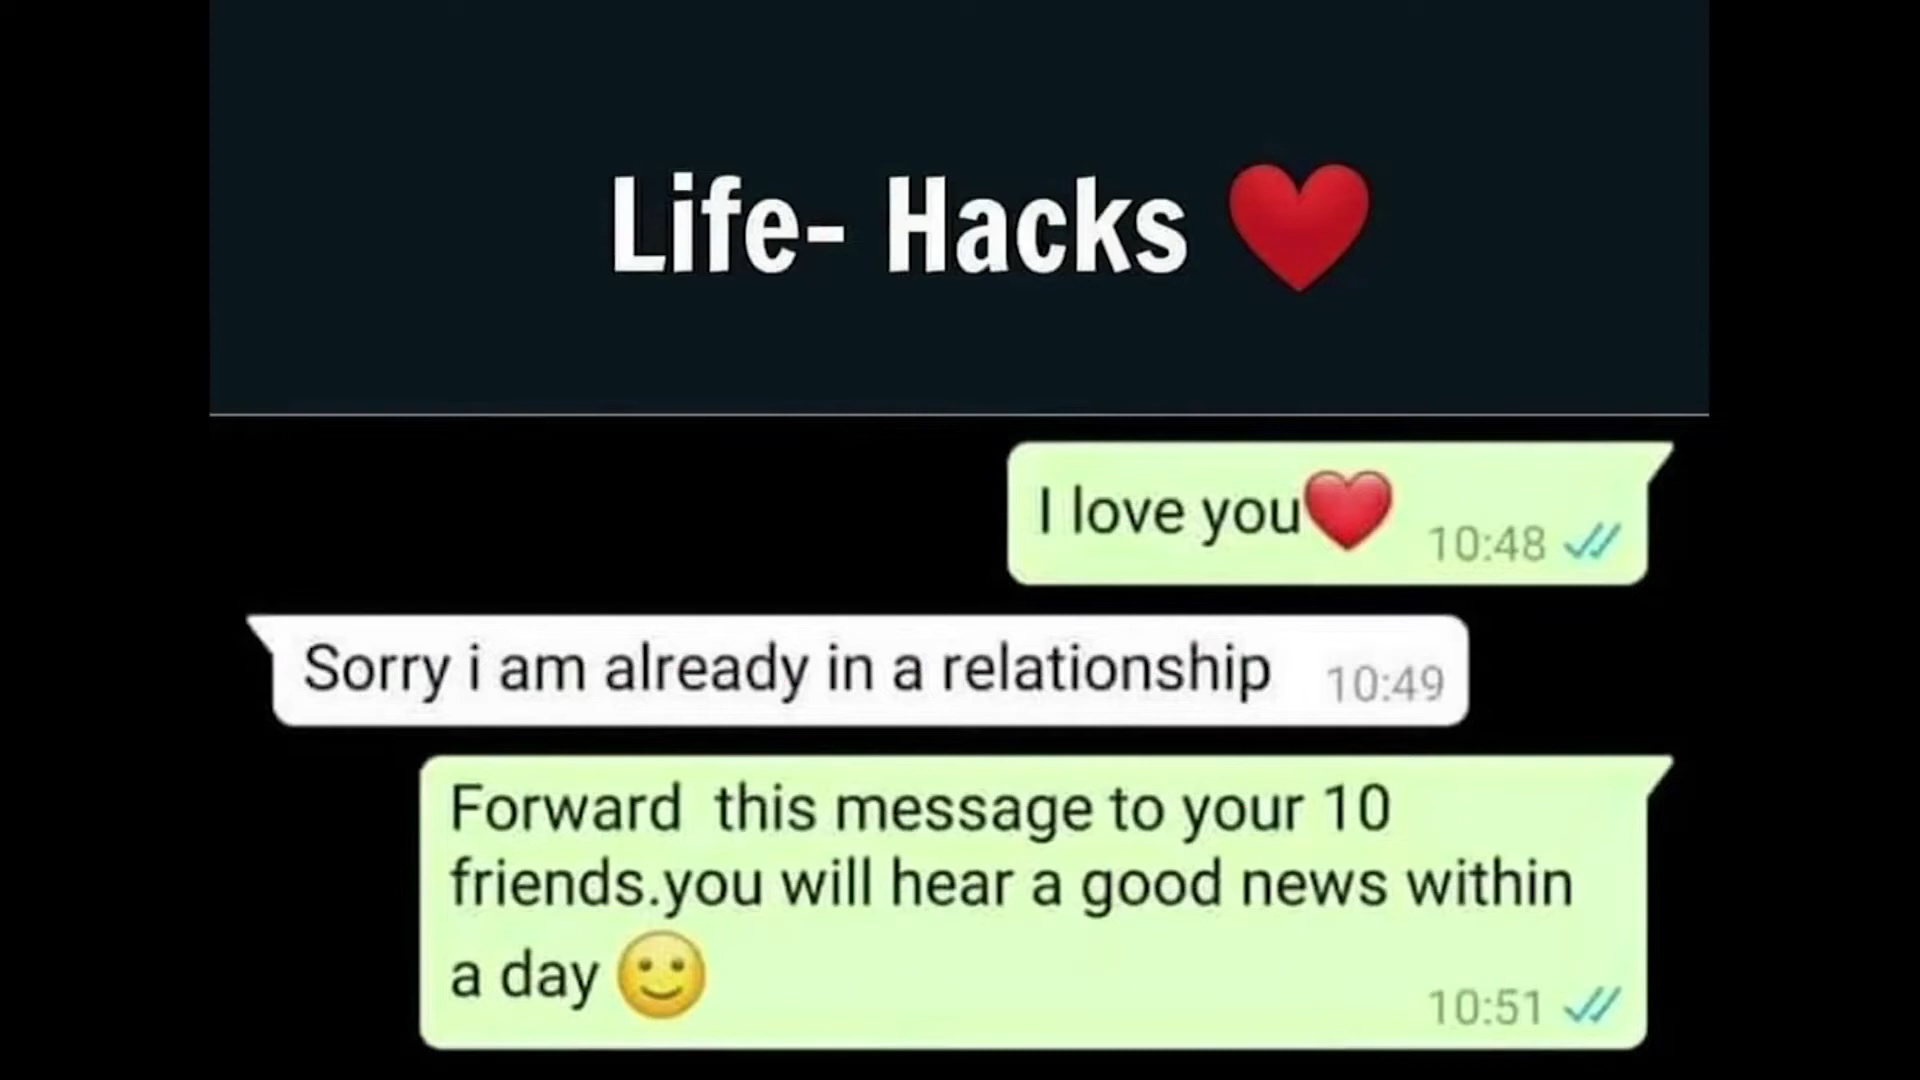 Life- Hacks ❤️
I love you❤️ 10:48
Sorry i am already in a relationship 10:49
Forward  this message to your 10
friends.you will hear a good news within
a day 🙂
10:51